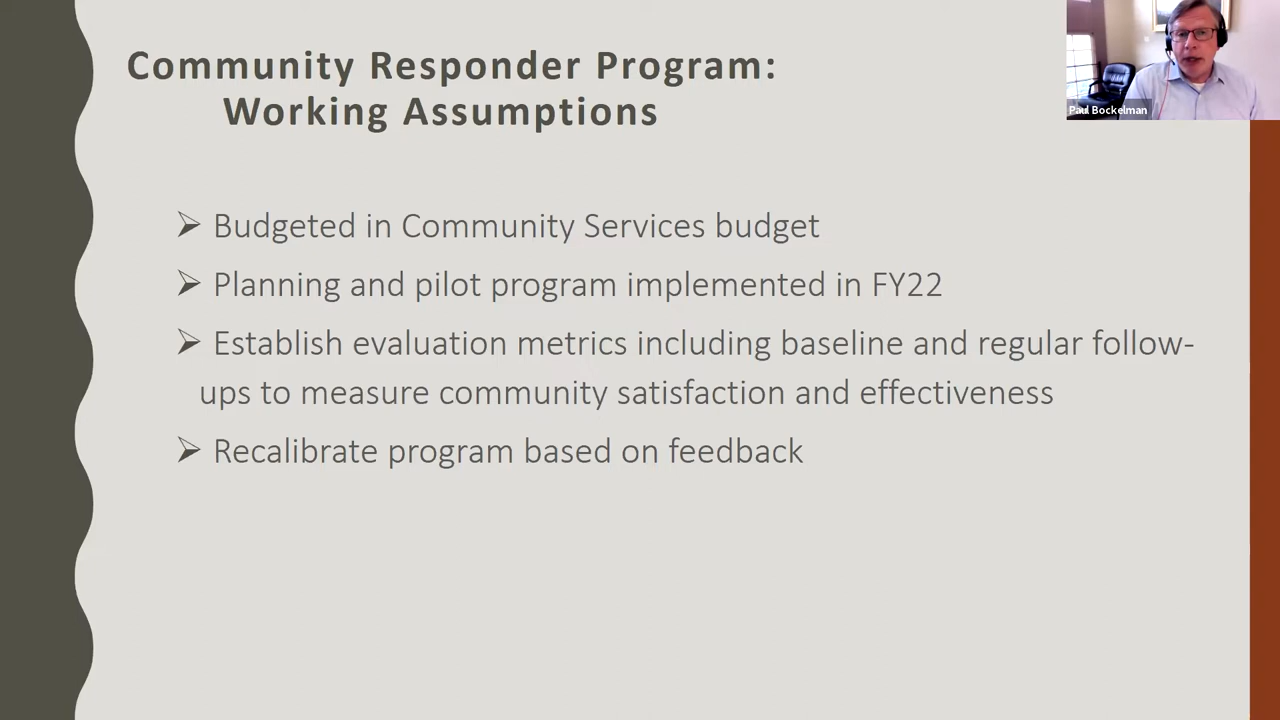 Community Responder Program:
Working Assumptions
Paul Bockelman
➢ Budgeted in Community Services budget
➢ Planning and pilot program implemented in FY22
➢ Establish evaluation metrics including baseline and regular follow-
ups to measure community satisfaction and effectiveness
➢ Recalibrate program based on feedback